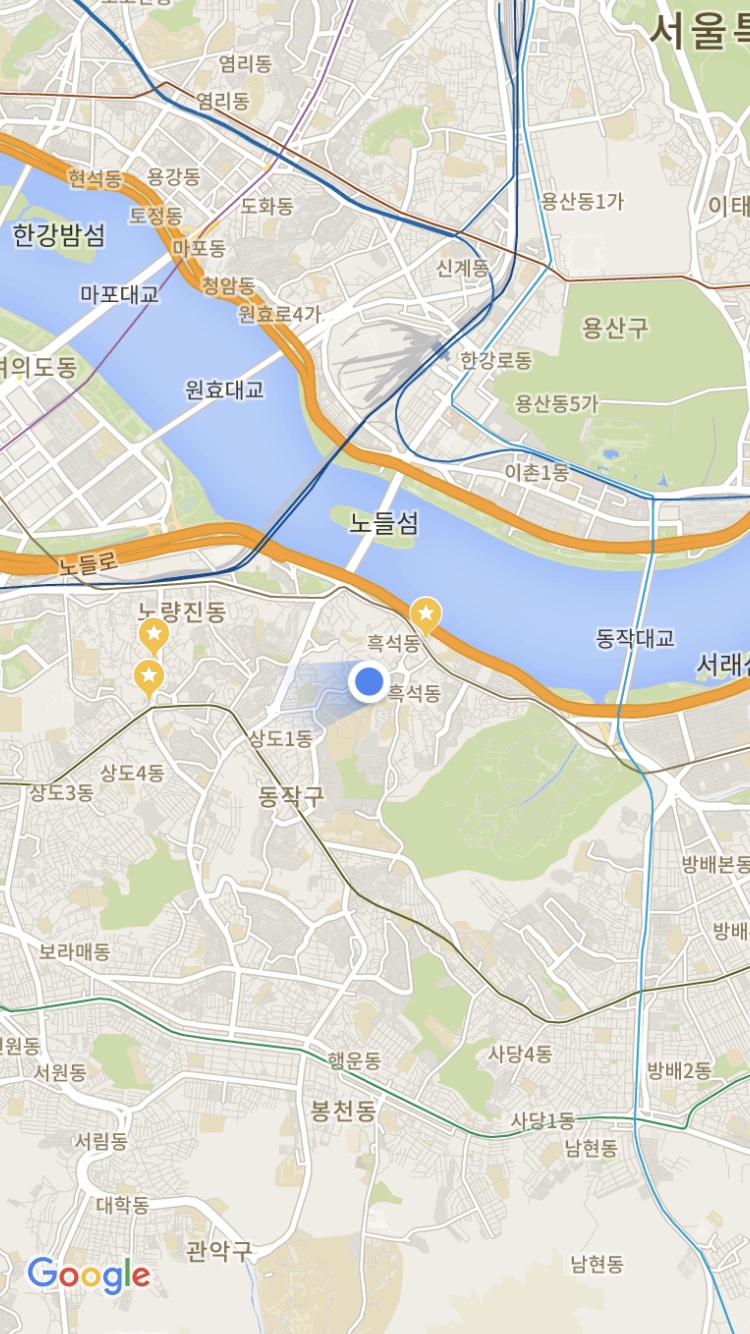 서울특
염리동
염리동
현석동
용강동
토정동
도화동
용산동1가
이태
한강밤섬
마포동
신계동
마포대교
청암동
원효로4가
용산구
한강로동
여의도동
원효대교
용산동5가
이촌1동
노들섬
노들로
노량진동
흑석동
동작대교
서래섬
흑석동
상도1동
상도4동
상도3동
동작구
방배본동
방배
보라매동
신원동
행운동
사당4동
서원동
방배2동
봉천동
사당1동
서림동
남현동
대학동
관악구
남현동
Google